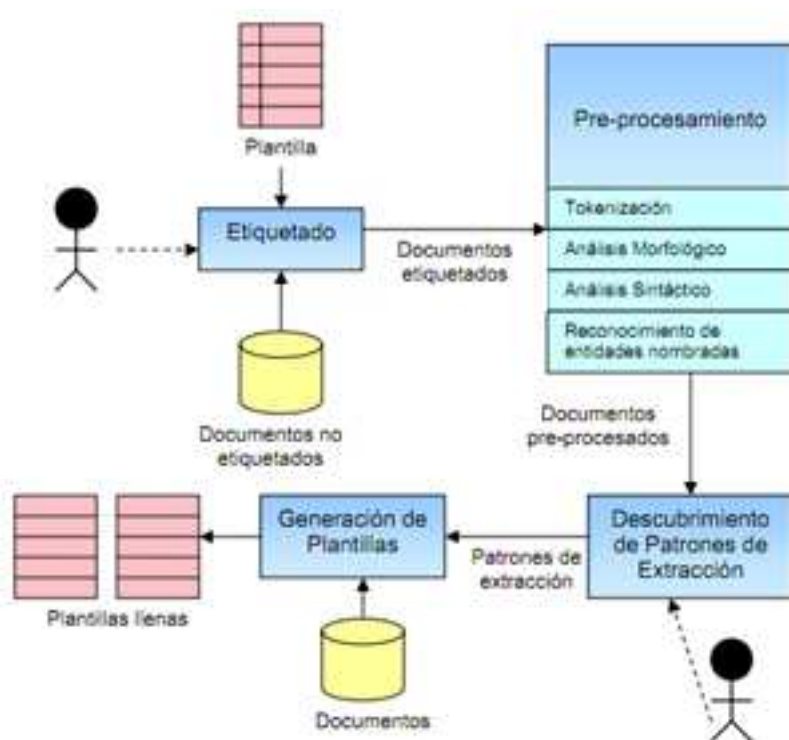 Plantilla
Etiquetado
Documentos
etiquetados
Pre-procesamiento
Tokenización
Análisis Morfológico
Análisis Sintáctico
Reconocimiento de
entidades nombradas
Documentos no
etiquetados
Documentos
pre-procesados
Descubrimiento
de Patrones de
Extracción
Patrones de
extracción
Generación de
Plantillas
Plantillas llenas
Documentos